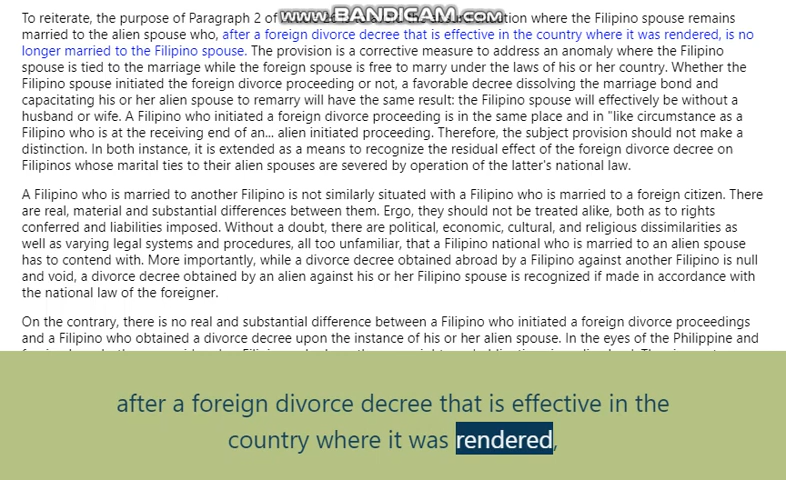 www.BANDICAM.com
To reiterate, the purpose of Paragraph 2 of tion where the Filipino spouse remains
married to the alien spouse who, after a foreign divorce decree that is effective in the country where it was rendered, is no
longer married to the Filipino spouse. The provision is a corrective measure to address an anomaly where the Filipino
spouse is tied to the marriage while the foreign spouse is free to marry under the laws of his or her country. Whether the
Filipino spouse initiated the foreign divorce proceeding or not, a favorable decree dissolving the marriage bond and
capacitating his or her alien spouse to remarry will have the same result: the Filipino spouse will effectively be without a
husband or wife. A Filipino who initiated a foreign divorce proceeding is in the same place and in "like circumstance as a
Filipino who is at the receiving end of an... alien initiated proceeding. Therefore, the subject provision should not make a
distinction. In both instance, it is extended as a means to recognize the residual effect of the foreign divorce decree on
Filipinos whose marital ties to their alien spouses are severed by operation of the latter's national law.
A Filipino who is married to another Filipino is not similarly situated with a Filipino who is married to a foreign citizen. There
are real, material and substantial differences between them. Ergo, they should not be treated alike, both as to rights
conferred and liabilities imposed. Without a doubt, there are political, economic, cultural, and religious dissimilarities as
well as varying legal systems and procedures, all too unfamiliar, that a Filipino national who is married to an alien spouse
has to contend with. More importantly, while a divorce decree obtained abroad by a Filipino against another Filipino is null
and void, a divorce decree obtained by an alien against his or her Filipino spouse is recognized if made in accordance with
the national law of the foreigner.
On the contrary, there is no real and substantial difference between a Filipino who initiated a foreign divorce proceedings
and a Filipino who obtained a divorce decree upon the instance of his or her alien spouse. In the eyes of the Philippine and
after a foreign divorce decree that is effective in the
country where it was rendered,